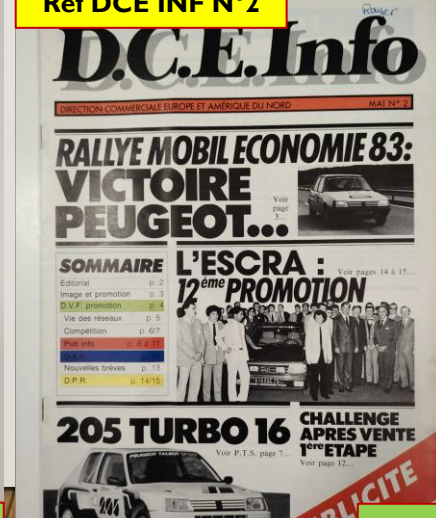 Réf DCE INF N°2
Roger
D.C.E. Info
DIRECTION COMMERCIALE EUROPE ET AMÉRIQUE DU NORD
MAI N° 2
RALLYE MOBIL ECONOMIE 83:
VICTOIRE
PEUGEOT...
Voir
page
3...
SOMMAIRE
Editorial p. 2
Image et promotion p. 3
D.V.F. promotion p. 4
Vie des réseaux p. 5
Compétition p. 6/7
Pub info p. 8 à 11
D.A.V. p. 12
Nouvelles brèves p. 13
D.P.R. p. 14/15
L'ESCRA :
Voir pages 14 à 15...
12ème PROMOTION
205 TURBO 16
Voir P.T.S. page 7...
PEUGEOT TALBOT
CHALLENGE
APRES VENTE
1ère ETAPE
Voir page 12...